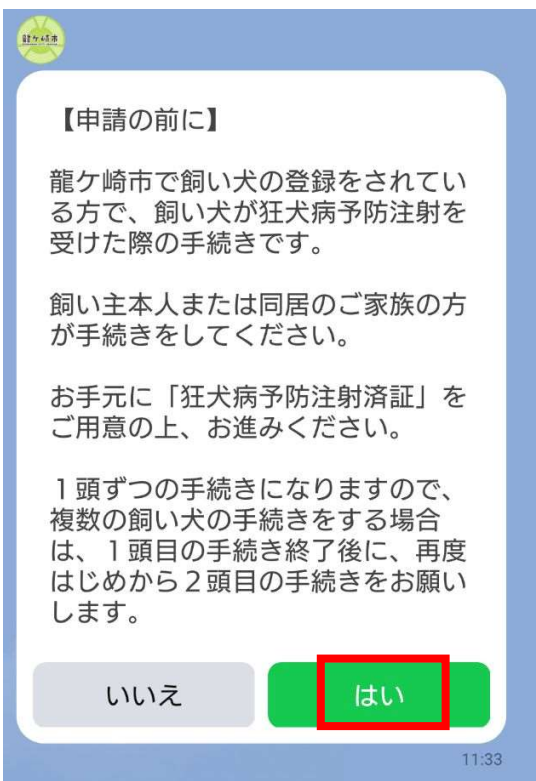 龍ケ崎市
【申請の前に】
龍ケ崎市で飼い犬の登録をされてい
る方で、飼い犬が狂犬病予防注射を
受けた際の手続きです。
飼い主本人または同居のご家族の方
が手続きをしてください。
お手元に「狂犬病予防注射済証」を
ご用意の上、お進みください。
１頭ずつの手続きになりますので、
複数の飼い犬の手続きをする場合
は、１頭目の手続き終了後に、再度
はじめから２頭目の手続きをお願い
します。
いいえ
はい
11:33